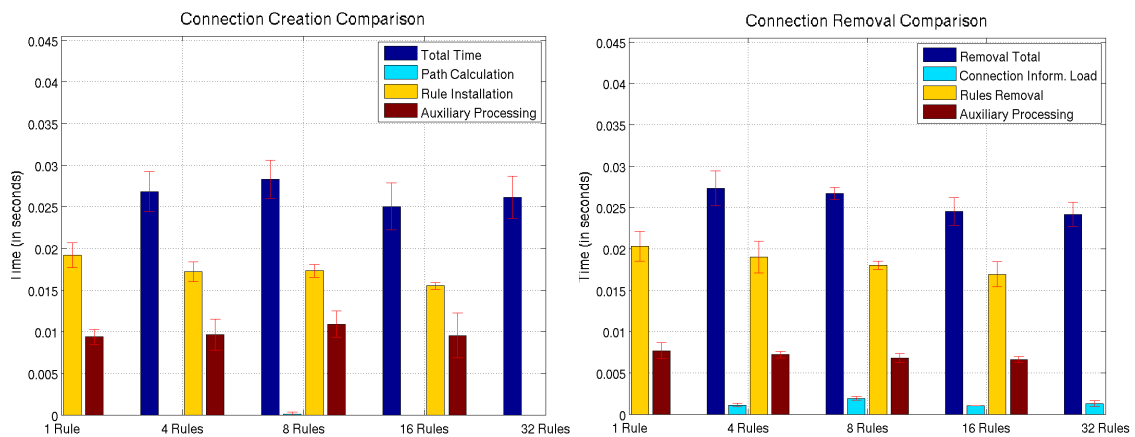 Connection Creation Comparison
Time (in seconds)
0.045
0.04
0.035
0.03
0.025
0.02
0.015
0.01
0.005
0
Total Time
Path Calculation
Rule Installation
Auxiliary Processing
1 Rule
4 Rules
8 Rules
16 Rules
32 Rules
Connection Removal Comparison
Time (in seconds)
0.045
0.04
0.035
0.03
0.025
0.02
0.015
0.01
0.005
0
Removal Total
Connection Inform. Load
Rules Removal
Auxiliary Processing
1 Rule
4 Rules
8 Rules
16 Rules
32 Rules